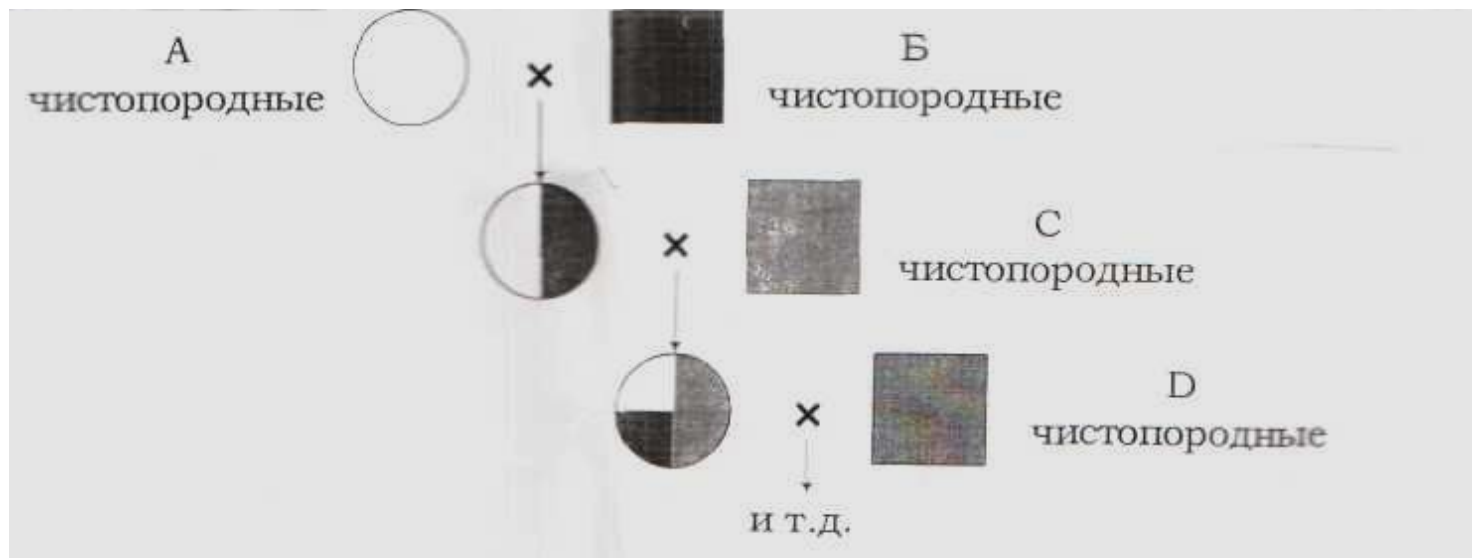 А
чистопородные
×
Б
чистопородные
×
С
чистопородные
×
D
чистопородные
и т.д.